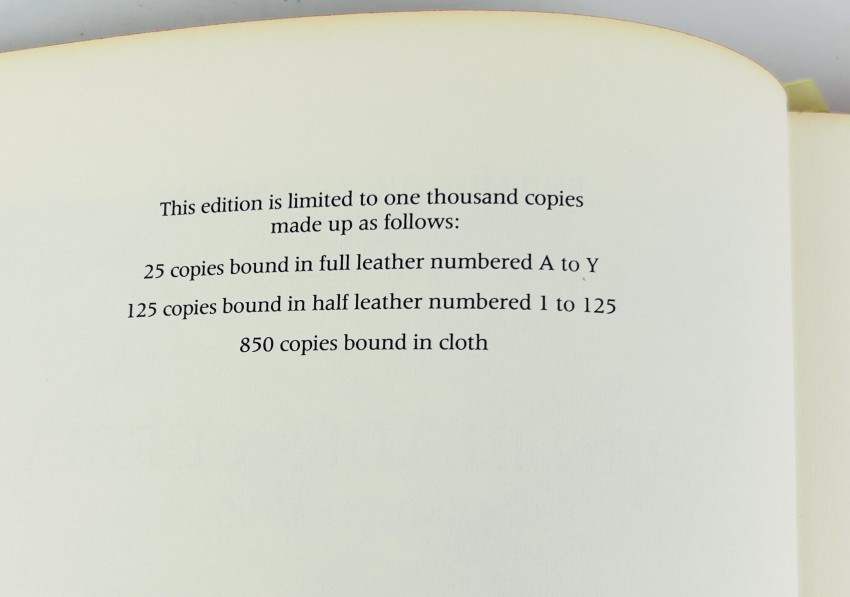 This edition is limited to one thousand copies
made up as follows:
25 copies bound in full leather numbered A to Y
125 copies bound in half leather numbered 1 to 125
850 copies bound in cloth